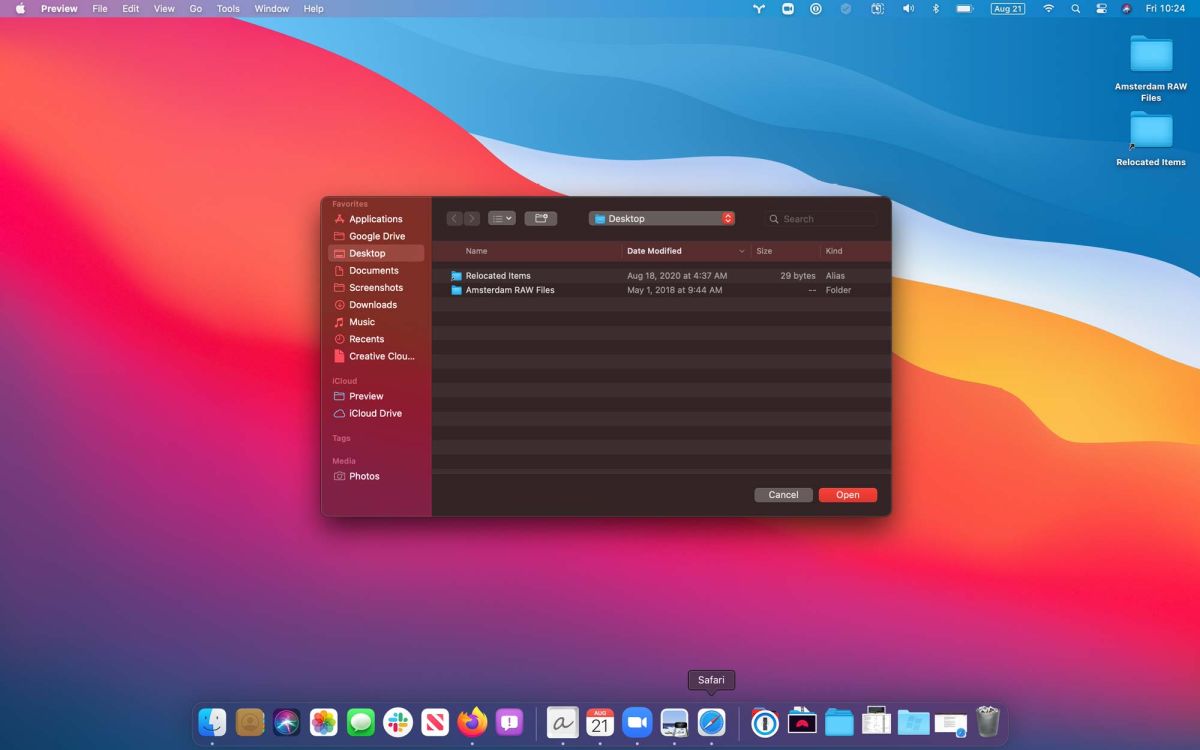 Preview File Edit View Go Tools Window Help Aug 21 Fri 10:24
Amsterdam RAW
Files
Relocated Items
Favorites
Applications
Google Drive
Desktop
Documents
Screenshots
Downloads
Music
Recents
Creative Clou...
iCloud
Preview
iCloud Drive
Tags
Media
Photos
Desktop
Search
Name Date Modified Size Kind
Relocated Items Aug 18, 2020 at 4:37 AM 29 bytes Alias
Amsterdam RAW Files May 1, 2018 at 9:44 AM -- Folder
Cancel Open
Safari
a
AUG
21